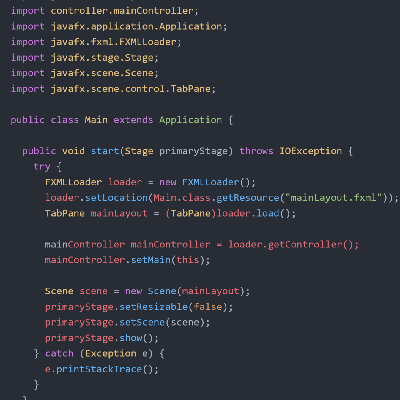 import controller.mainController;
import javafx.application.Application;
import javafx.fxml.FXMLLoader;
import javafx.stage.Stage;
import javafx.scene.Scene;
import javafx.scene.control.TabPane;
public class Main extends Application {
public void start(Stage primaryStage) throws IOException {
try {
FXMLLoader loader = new FXMLLoader();
loader.setLocation(Main.class.getResource("mainLayout.fxml"));
TabPane mainLayout = (TabPane)loader.load();
mainController mainController = loader.getController();
mainController.setMain(this);
Scene scene = new Scene(mainLayout);
primaryStage.setResizable(false);
primaryStage.setScene(scene);
primaryStage.show();
} catch (Exception e) {
e.printStackTrace();
}
}